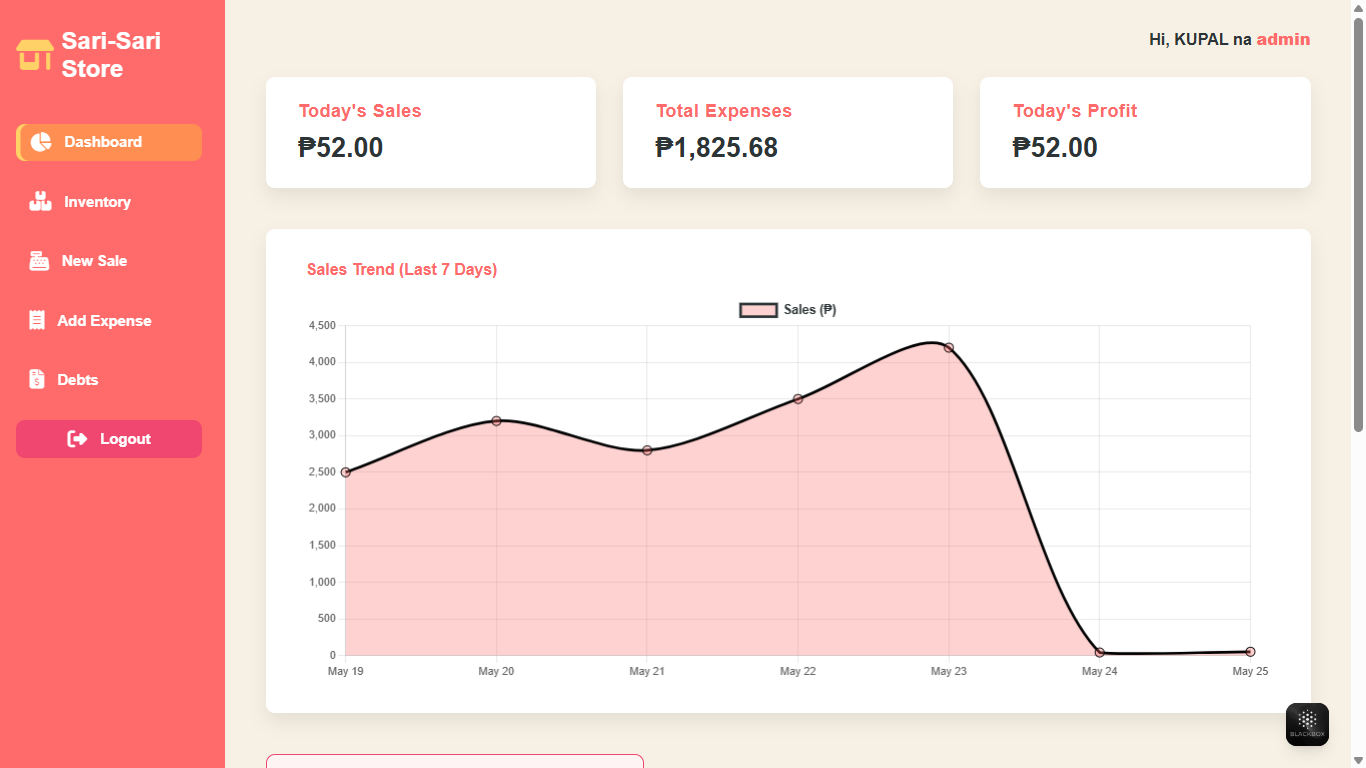 Sari-Sari
Store
Dashboard
Inventory
New Sale
Add Expense
Debts
Logout
Hi, KUPAL na admin
Today's Sales
₱52.00
Total Expenses
₱1,825.68
Today's Profit
₱52.00
Sales Trend (Last 7 Days)
Sales (₱)
4,500
4,000
3,500
3,000
2,500
2,000
1,500
1,000
500
0
May 19 May 20 May 21 May 22 May 23 May 24 May 25
BLACKBOX